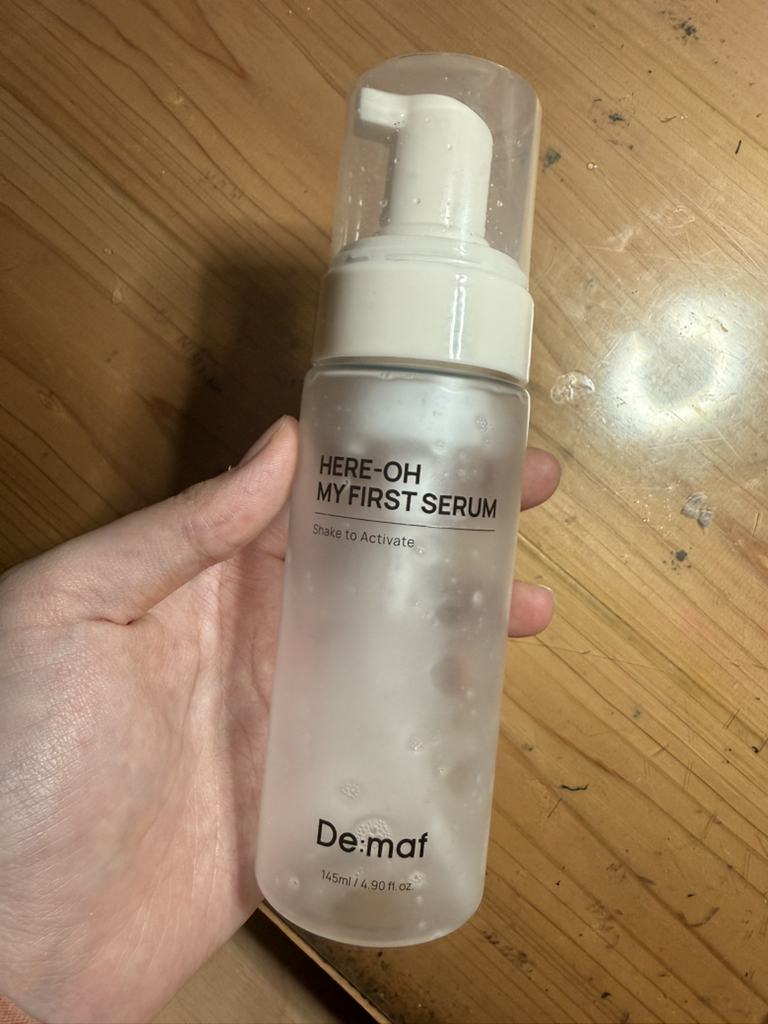 HERE-OH
MY FIRST SERUM
Shake to Activate
De:maf
145ml / 4.90 fl.oz.